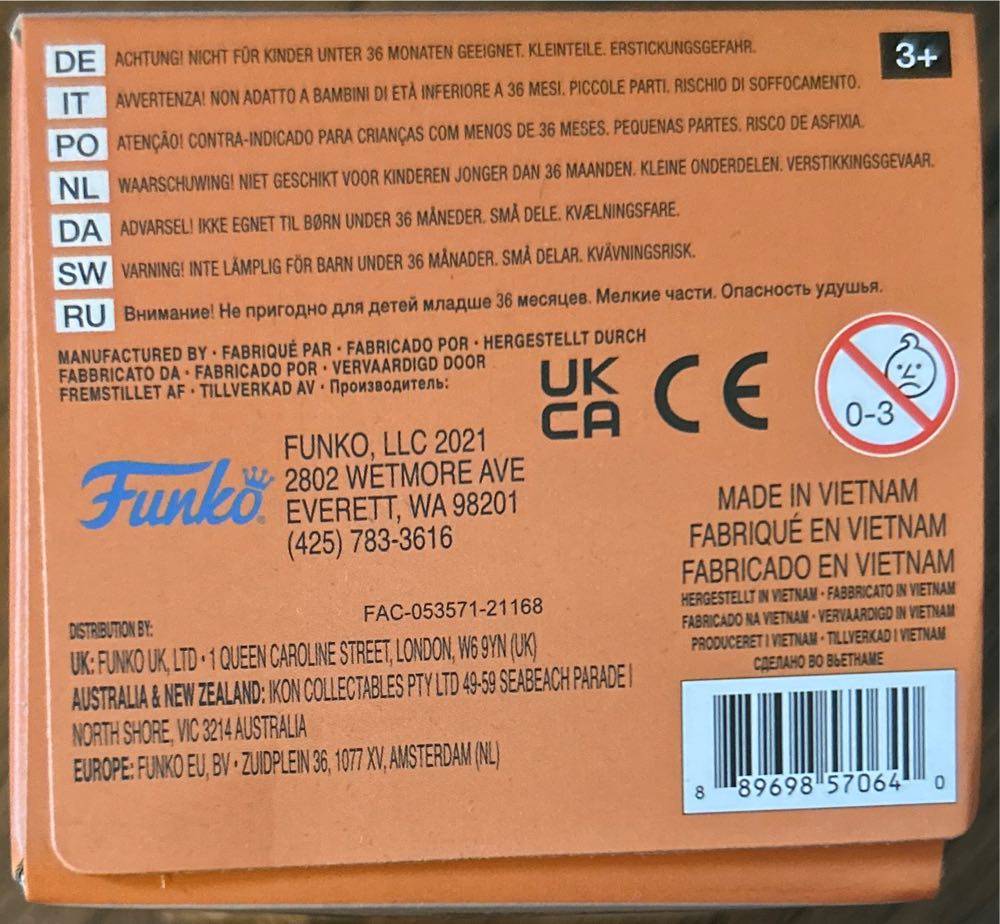 3+
DE ACHTUNG! NICHT FÜR KINDER UNTER 36 MONATEN GEEIGNET. KLEINTEILE. ERSTICKUNGSGEFAHR.
IT AVVERTENZA! NON ADATTO A BAMBINI DI ETÀ INFERIORE A 36 MESI. PICCOLE PARTI. RISCHIO DI SOFFOCAMENTO.
PO ATENÇÃO! CONTRA-INDICADO PARA CRIANÇAS COM MENOS DE 36 MESES. PEQUENAS PARTES. RISCO DE ASFIXIA.
NL WAARSCHUWING! NIET GESCHIKT VOOR KINDEREN JONGER DAN 36 MAANDEN. KLEINE ONDERDELEN. VERSTIKKINGSGEVAAR.
DA ADVARSEL! IKKE EGNET TIL BØRN UNDER 36 MÅNEDER. SMÅ DELE. KVÆLNINGSFARE.
SW VARNING! INTE LÄMPLIG FÖR BARN UNDER 36 MÅNADER. SMÅ DELAR. KVÄVNINGSRISK.
RU Внимание! Не пригодно для детей младше 36 месяцев. Мелкие части. Опасность удушья.
MANUFACTURED BY · FABRIQUÉ PAR · FABRICADO POR · HERGESTELLT DURCH
FABBRICATO DA · FABRICADO POR · VERVAARDIGD DOOR
FREMSTILLET AF · TILLVERKAD AV · Производитель:
UK
CA
CE
0-3
Funko®
FUNKO, LLC 2021
2802 WETMORE AVE
EVERETT, WA 98201
(425) 783-3616
MADE IN VIETNAM
FABRIQUÉ EN VIETNAM
FABRICADO EN VIETNAM
HERGESTELLT IN VIETNAM · FABBRICATO IN VIETNAM
FABRICADO NA VIETNAM · VERVAARDIGD IN VIETNAM
PRODUCERET I VIETNAM · TILLVERKAD I VIETNAM
СДЕЛАНО ВО ВЬЕТНАМЕ
FAC-053571-21168
DISTRIBUTION BY:
UK: FUNKO UK, LTD · 1 QUEEN CAROLINE STREET, LONDON, W6 9YN (UK)
AUSTRALIA & NEW ZEALAND: IKON COLLECTABLES PTY LTD 49-59 SEABEACH PARADE I
NORTH SHORE, VIC 3214 AUSTRALIA
EUROPE: FUNKO EU, BV · ZUIDPLEIN 36, 1077 XV, AMSTERDAM (NL)
8 89698 57064 0